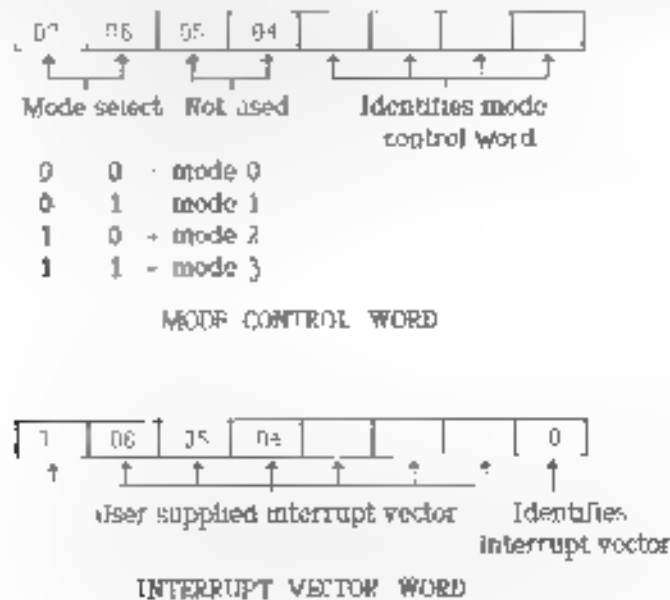 D7 D6 D5 D4
Mode select Not used Identifies mode
control word
0 0 - mode 0
0 1 mode 1
1 0 - mode 2
1 1 - mode 3
MODE CONTROL WORD
D6 D5 D4 0
User supplied interrupt vector Identifies
interrupt vector
INTERRUPT VECTOR WORD